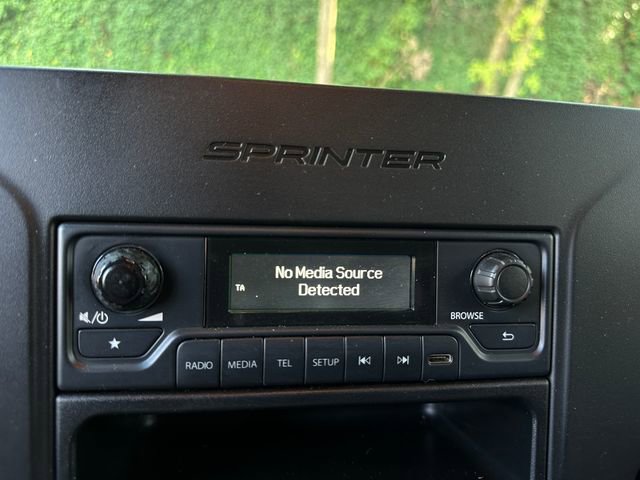 SPRINTER
No Media Source
TA
Detected
BROWSE
RADIO
MEDIA
TEL
SETUP